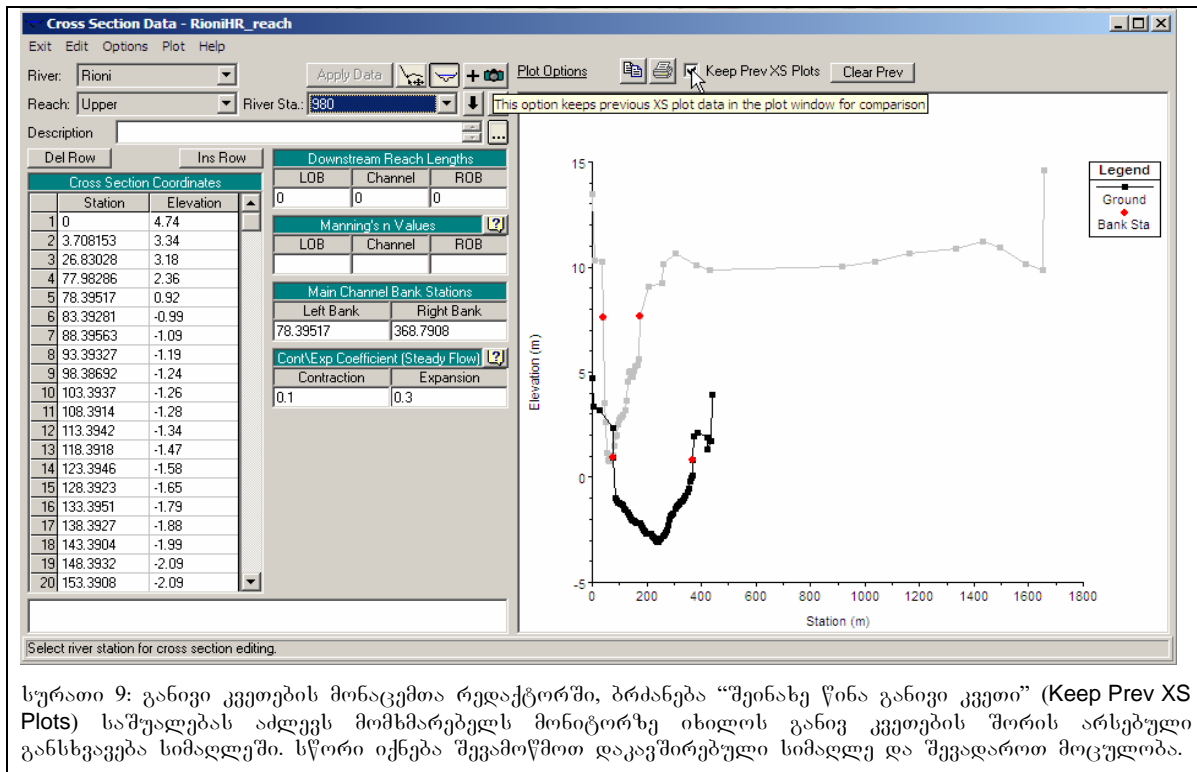 Cross Section Data - RioniHR_reach
Exit Edit Options Plot Help
River: Rioni
Apply Data
Plot Options
Keep Prev XS Plots
Clear Prev
Reach: Upper
River Sta.: 980
This option keeps previous XS plot data in the plot window for comparison
Description
...
Del Row
Ins Row
Cross Section Coordinates
Station Elevation
1 0 4.74
2 3.708153 3.34
3 26.83028 3.18
4 77.98286 2.36
5 78.39517 0.92
6 83.39281 -0.99
7 88.39563 -1.09
8 93.39327 -1.19
9 98.38692 -1.24
10 103.3937 -1.26
11 108.3914 -1.28
12 113.3942 -1.34
13 118.3918 -1.47
14 123.3946 -1.58
15 128.3923 -1.65
16 133.3951 -1.79
17 138.3927 -1.88
18 143.3904 -1.99
19 148.3932 -2.09
20 153.3908 -2.09
Downstream Reach Lengths
LOB Channel ROB
0 0 0
Manning's n Values
LOB Channel ROB
Main Channel Bank Stations
Left Bank Right Bank
78.39517 368.7908
Cont\Exp Coefficient (Steady Flow)
Contraction Expansion
0.1 0.3
15
10
5
0
-5
Elevation (m)
0 200 400 600 800 1000 1200 1400 1600 1800
Station (m)
Legend
Ground
Bank Sta
Select river station for cross section editing.
სურათი 9: განივი კვეთების მონაცემთა რედაქტორში, ბრძანება “შეინახე წინა განივი კვეთი” (Keep Prev XS
Plots) საშუალებას აძლევს მომხმარებელს მონიტორზე იხილოს განივ კვეთების შორის არსებული
განსხვავება სიმაღლეში. სწორი იქნება შევამოწმოთ დაკავშირებული სიმაღლე და შევადაროთ მოცულობა.